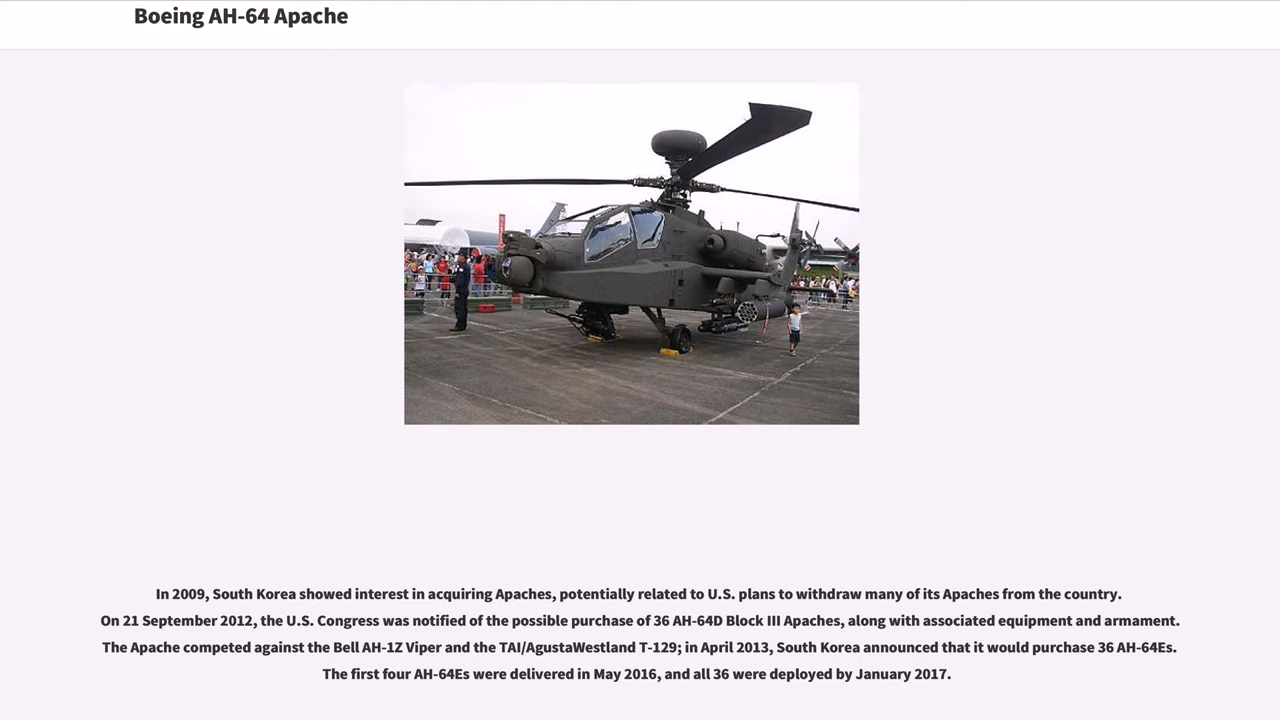 Boeing AH-64 Apache
In 2009, South Korea showed interest in acquiring Apaches, potentially related to U.S. plans to withdraw many of its Apaches from the country.
On 21 September 2012, the U.S. Congress was notified of the possible purchase of 36 AH-64D Block III Apaches, along with associated equipment and armament.
The Apache competed against the Bell AH-1Z Viper and the TAI/AgustaWestland T-129; in April 2013, South Korea announced that it would purchase 36 AH-64Es.
The first four AH-64Es were delivered in May 2016, and all 36 were deployed by January 2017.